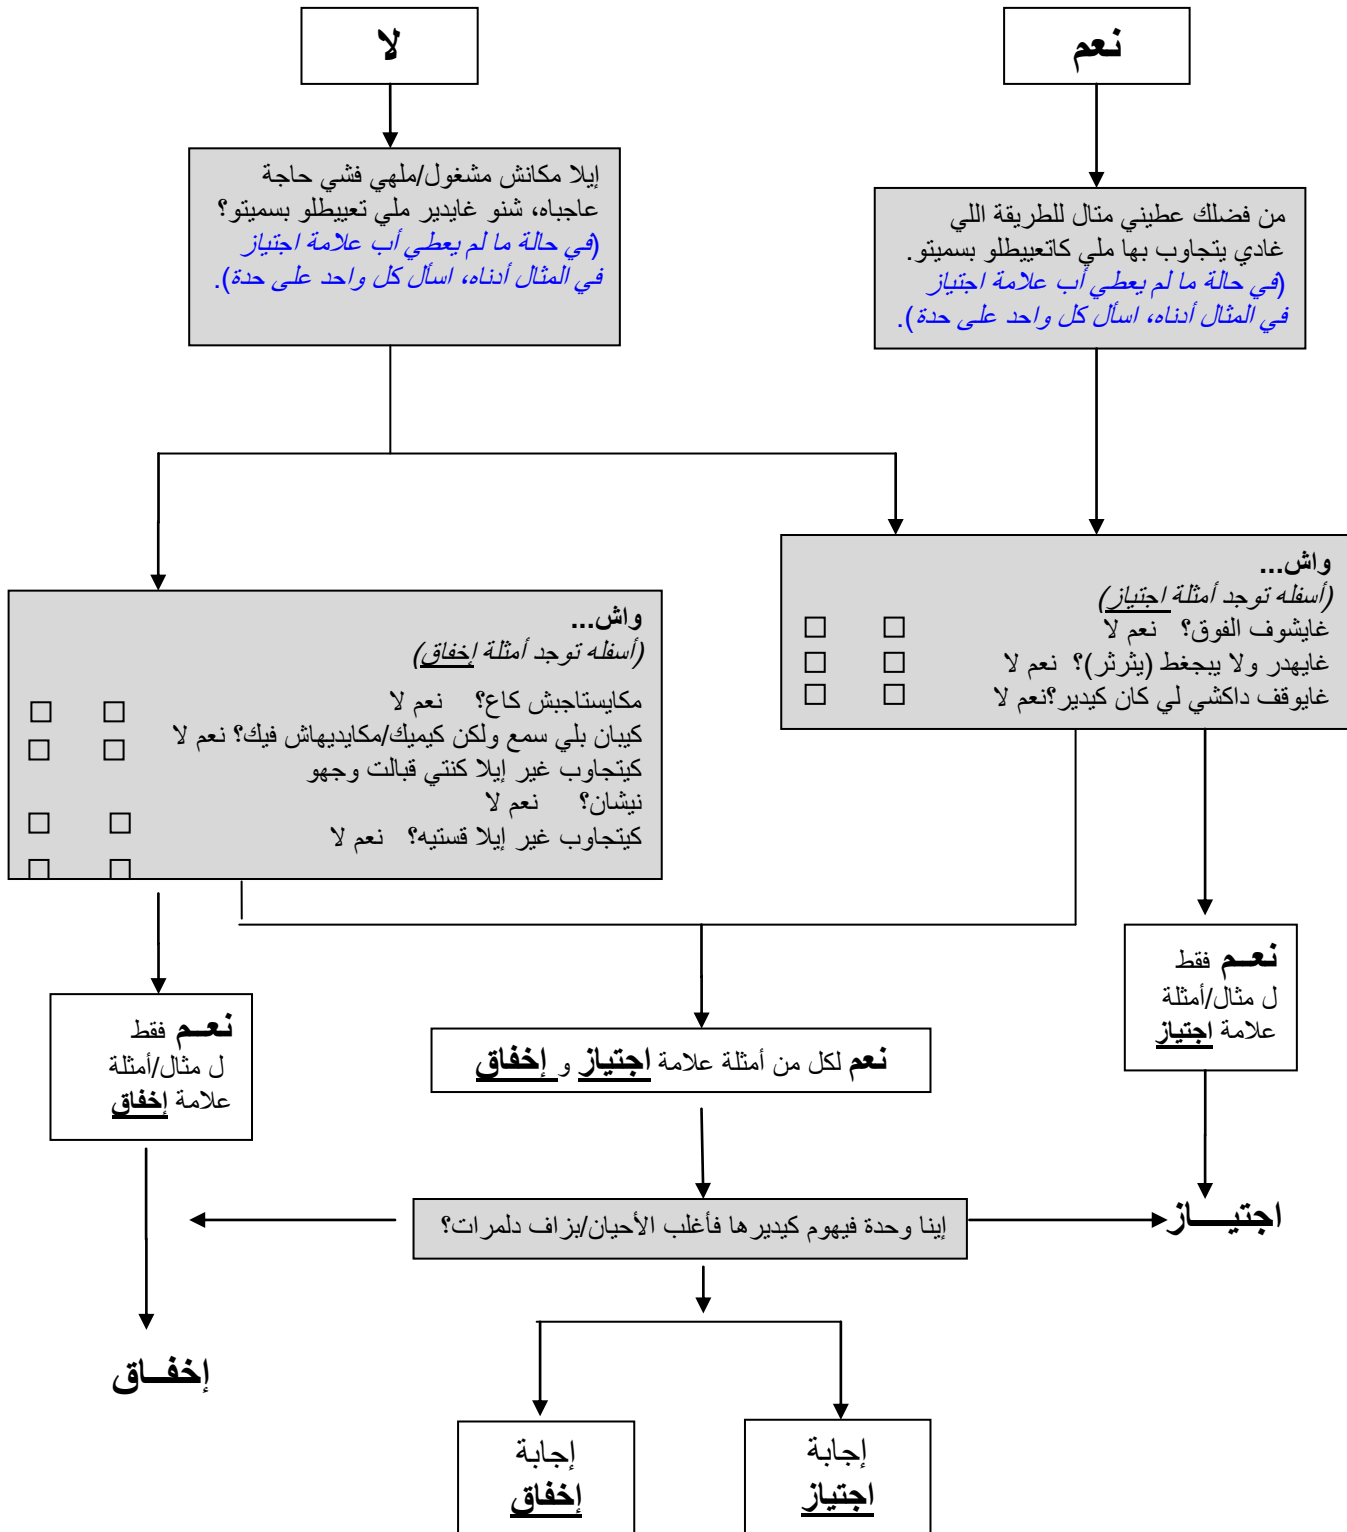 نعم
لا
من فضلك عطيني متال للطريقة اللي
غادي يتجاوب بها ملي كاتعييطلو بسميتو.
(في حالة ما لم يعطي أب علامة اجتياز
في المثال أدناه، اسأل كل واحد على حدة).
إيلا مكانش مشغول/ملهي فشي حاجة
عاجباه، شنو غايدير ملي تعييطلو بسميتو؟
(في حالة ما لم يعطي أب علامة اجتياز
في المثال أدناه، اسأل كل واحد على حدة).
واش...
(أسفله توجد أمثلة اجتياز)
غايشوف الفوق؟ نعم لا
غايهدر ولا يبجغط (يثرثر)؟ نعم لا
غايوقف داكشي لي كان كيدير؟نعم لا
واش...
(أسفله توجد أمثلة إخفاق)
مكايستاجبش كاع؟ نعم لا
كيبان بلي سمع ولكن كيميك/مكايديهاش فيك؟ نعم لا
كيتجاوب غير إيلا كنتي قبالت وجهو
نيشان؟ نعم لا
كيتجاوب غير إيلا قستيه؟ نعم لا
نعــم فقط
ل مثال/أمثلة
علامة اجتياز
نعم لكل من أمثلة علامة اجتياز و إخفاق
نعــم فقط
ل مثال/أمثلة
علامة إخفاق
اجتيــــاز
إينا وحدة فيهوم كيديرها فأغلب الأحيان/بزاف دلمرات؟
إخفــاق
إجابة
اجتياز
إجابة
إخفاق